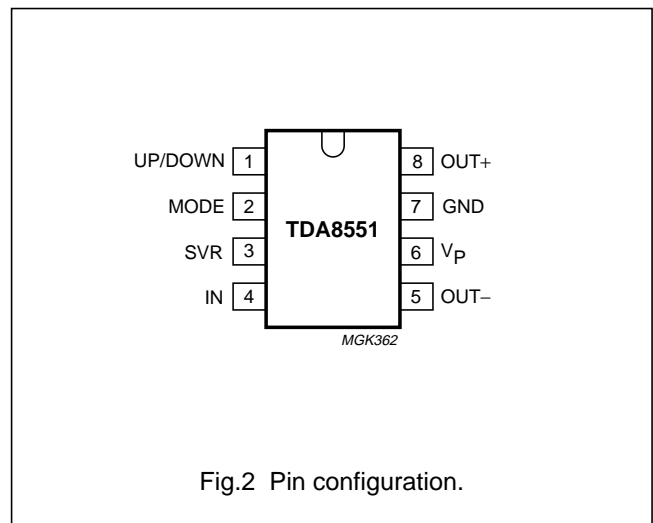 UP/DOWN 1 8 OUT+
MODE 2 7 GND
TDA8551
SVR 3 6 VP
IN 4 5 OUT−
MGK362
Fig.2 Pin configuration.